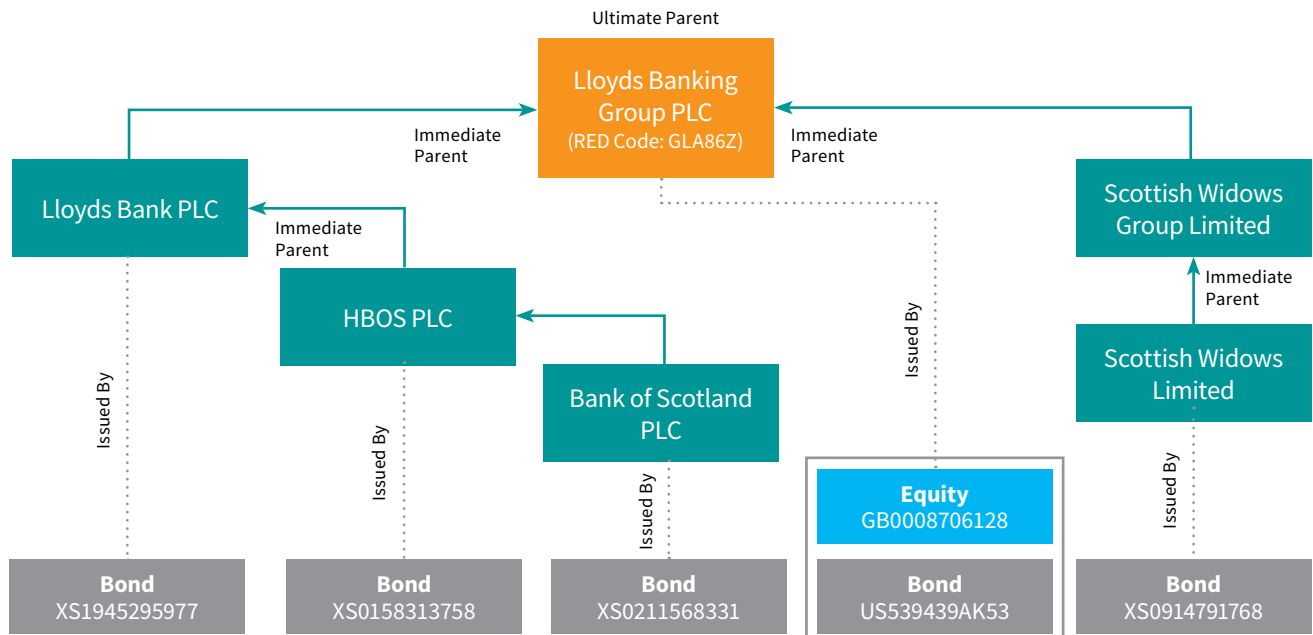 Ultimate Parent
Lloyds Banking
Group PLC
(RED Code: GLA86Z)
Immediate
Parent
Immediate
Parent
Lloyds Bank PLC
Scottish Widows
Group Limited
Immediate
Parent
Immediate
Parent
HBOS PLC
Scottish Widows
Limited
Bank of Scotland
PLC
Issued By
Issued By
Issued By
Issued By
Issued By
Equity
GB0008706128
Bond
XS1945295977
Bond
XS0158313758
Bond
XS0211568331
Bond
US539439AK53
Bond
XS0914791768